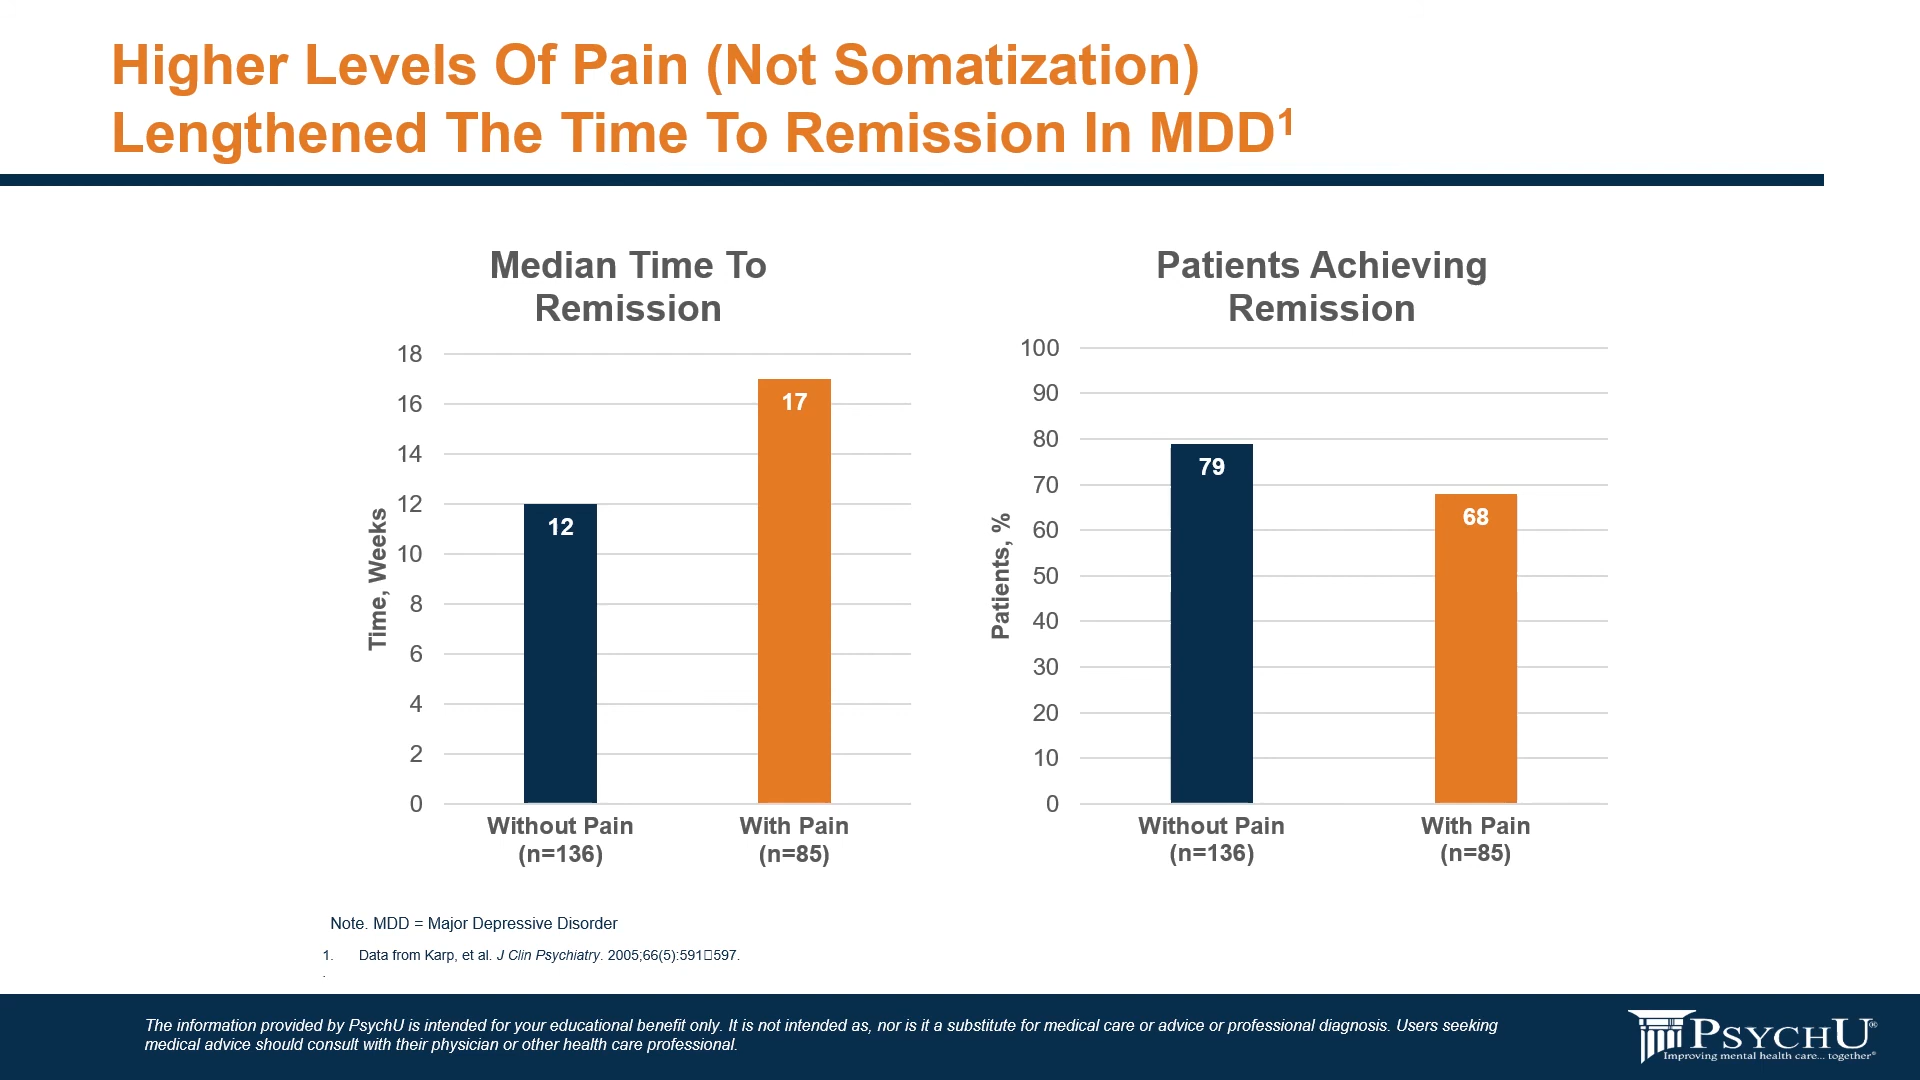 Higher Levels Of Pain (Not Somatization)
Lengthened The Time To Remission In MDD1
Median Time To
Remission
18
16
14
12
10
8
6
4
2
0
Time, Weeks
12
17
Without Pain
(n=136)
With Pain
(n=85)
Patients Achieving
Remission
100
90
80
70
60
50
40
30
20
10
0
Patients, %
79
68
Without Pain
(n=136)
With Pain
(n=85)
Note. MDD = Major Depressive Disorder
1. Data from Karp, et al. J Clin Psychiatry. 2005;66(5):591□597.
.
The information provided by PsychU is intended for your educational benefit only. It is not intended as, nor is it a substitute for medical care or advice or professional diagnosis. Users seeking
medical advice should consult with their physician or other health care professional.
PSYCHU®
Improving mental health care... together®